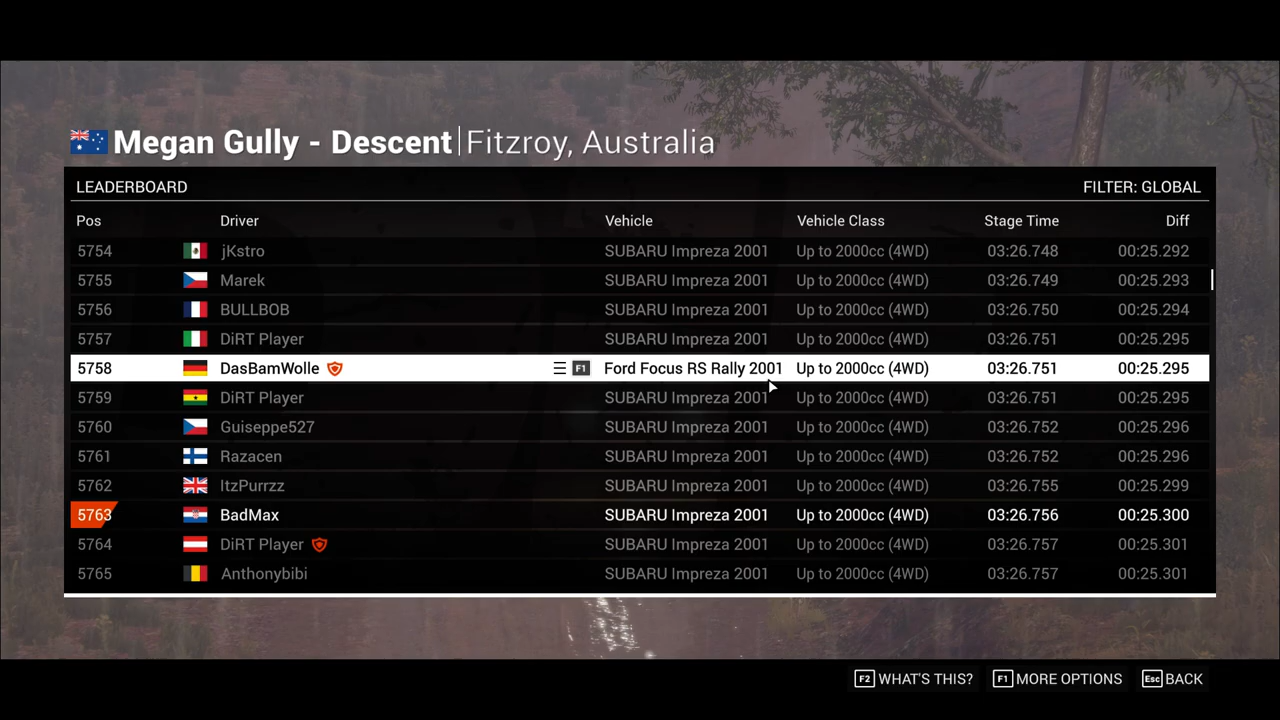 Megan Gully - Descent|Fitzroy, Australia
LEADERBOARD FILTER: GLOBAL
Pos Driver Vehicle Vehicle Class Stage Time Diff
5754 jKstro SUBARU Impreza 2001 Up to 2000cc (4WD) 03:26.748 00:25.292
5755 Marek SUBARU Impreza 2001 Up to 2000cc (4WD) 03:26.749 00:25.293
5756 BULLBOB SUBARU Impreza 2001 Up to 2000cc (4WD) 03:26.750 00:25.294
5757 DiRT Player SUBARU Impreza 2001 Up to 2000cc (4WD) 03:26.751 00:25.295
5758 DasBamWolle F1 Ford Focus RS Rally 2001 Up to 2000cc (4WD) 03:26.751 00:25.295
5759 DiRT Player SUBARU Impreza 2001 Up to 2000cc (4WD) 03:26.751 00:25.295
5760 Guiseppe527 SUBARU Impreza 2001 Up to 2000cc (4WD) 03:26.752 00:25.296
5761 Razacen SUBARU Impreza 2001 Up to 2000cc (4WD) 03:26.752 00:25.296
5762 ItzPurrzz SUBARU Impreza 2001 Up to 2000cc (4WD) 03:26.755 00:25.299
5763 BadMax SUBARU Impreza 2001 Up to 2000cc (4WD) 03:26.756 00:25.300
5764 DiRT Player SUBARU Impreza 2001 Up to 2000cc (4WD) 03:26.757 00:25.301
5765 Anthonybibi SUBARU Impreza 2001 Up to 2000cc (4WD) 03:26.757 00:25.301
F2 WHAT'S THIS? F1 MORE OPTIONS Esc BACK